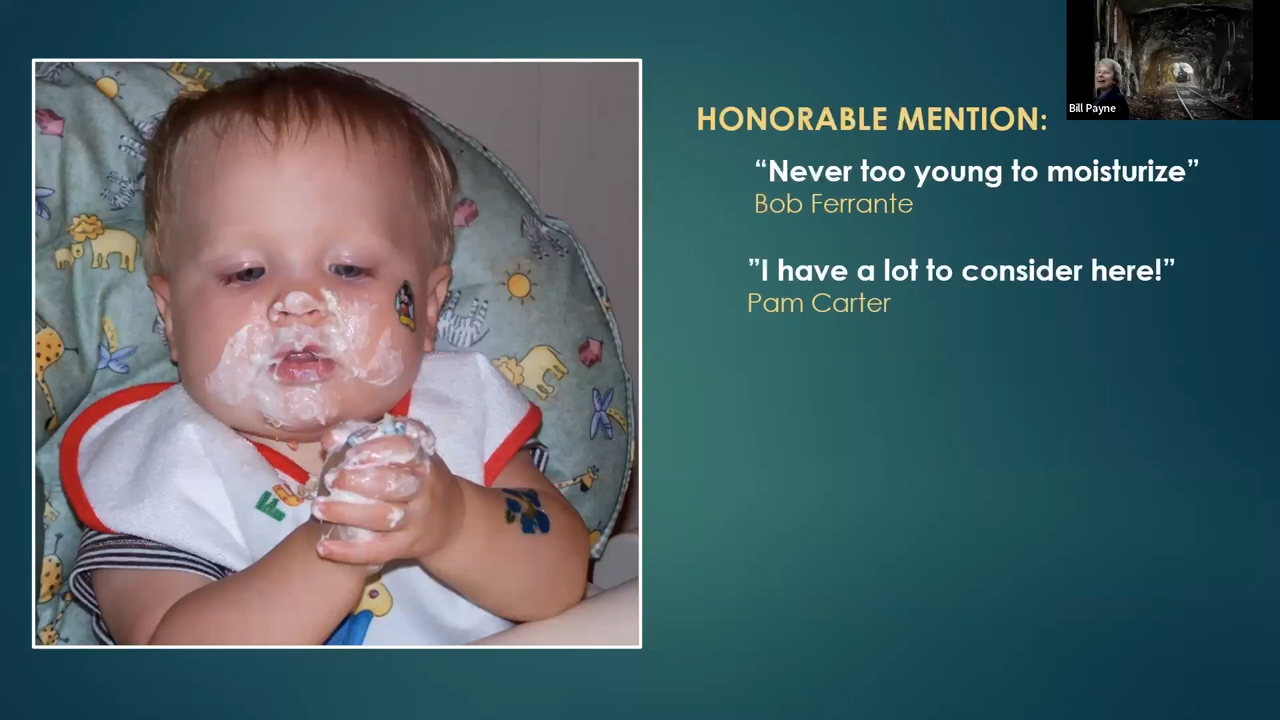 HONORABLE MENTION:
“Never too young to moisturize”
Bob Ferrante
”I have a lot to consider here!”
Pam Carter
Bill Payne